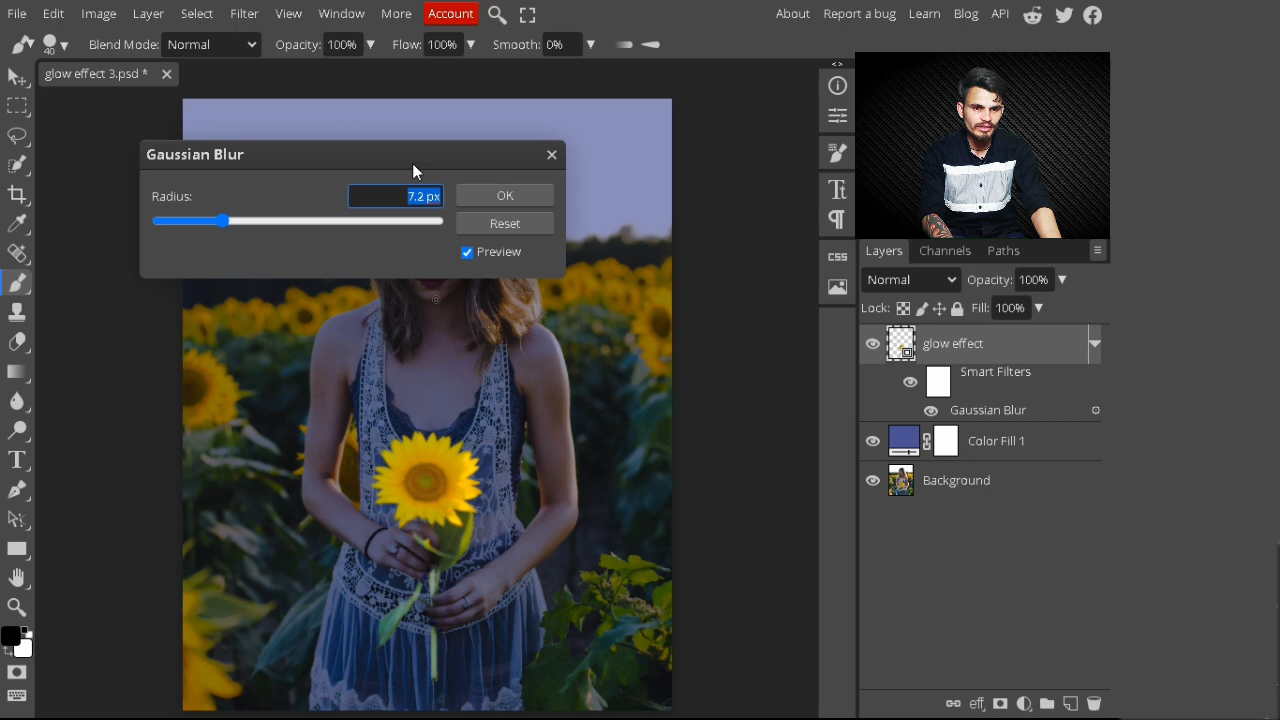 File Edit Image Layer Select Filter View Window More Account About Report a bug Learn Blog API
40 Blend Mode: Normal Opacity: 100% Flow: 100% Smooth: 0%
glow effect 3.psd *
Gaussian Blur
Radius: 7.2 px OK
Reset
Preview
CSS
Layers Channels Paths
Normal Opacity: 100%
Lock: Fill: 100%
glow effect
Smart Filters
Gaussian Blur
Color Fill 1
Background
eff